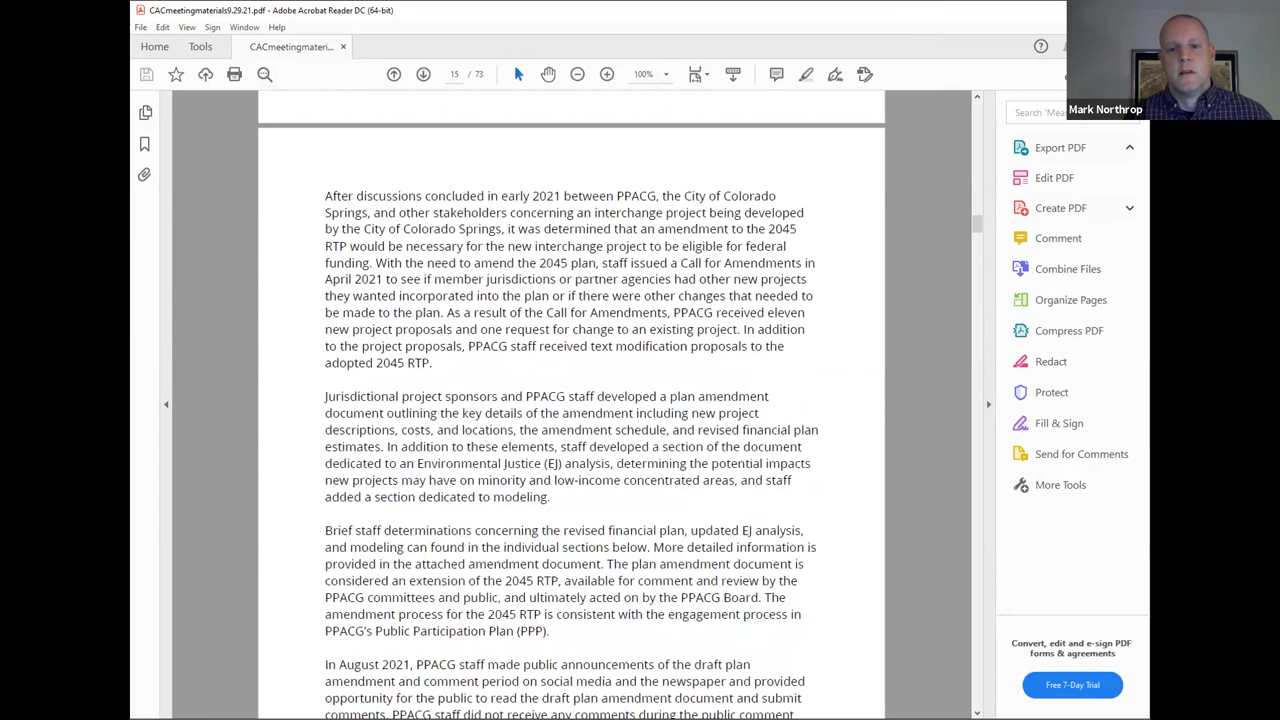 CACmeetingmaterials9.29.21.pdf - Adobe Acrobat Reader DC (64-bit)
File Edit View Sign Window Help
Home Tools CACmeetingmateri... ×
15 / 73 100%
Mark Northrop
Search 'Mea
Export PDF
Edit PDF
Create PDF
Comment
Combine Files
Organize Pages
Compress PDF
Redact
Protect
Fill & Sign
Send for Comments
More Tools
Convert, edit and e-sign PDF
forms & agreements
Free 7-Day Trial
After discussions concluded in early 2021 between PPACG, the City of Colorado
Springs, and other stakeholders concerning an interchange project being developed
by the City of Colorado Springs, it was determined that an amendment to the 2045
RTP would be necessary for the new interchange project to be eligible for federal
funding. With the need to amend the 2045 plan, staff issued a Call for Amendments in
April 2021 to see if member jurisdictions or partner agencies had other new projects
they wanted incorporated into the plan or if there were other changes that needed to
be made to the plan. As a result of the Call for Amendments, PPACG received eleven
new project proposals and one request for change to an existing project. In addition
to the project proposals, PPACG staff received text modification proposals to the
adopted 2045 RTP.
Jurisdictional project sponsors and PPACG staff developed a plan amendment
document outlining the key details of the amendment including new project
descriptions, costs, and locations, the amendment schedule, and revised financial plan
estimates. In addition to these elements, staff developed a section of the document
dedicated to an Environmental Justice (EJ) analysis, determining the potential impacts
new projects may have on minority and low-income concentrated areas, and staff
added a section dedicated to modeling.
Brief staff determinations concerning the revised financial plan, updated EJ analysis,
and modeling can found in the individual sections below. More detailed information is
provided in the attached amendment document. The plan amendment document is
considered an extension of the 2045 RTP, available for comment and review by the
PPACG committees and public, and ultimately acted on by the PPACG Board. The
amendment process for the 2045 RTP is consistent with the engagement process in
PPACG's Public Participation Plan (PPP).
In August 2021, PPACG staff made public announcements of the draft plan
amendment and comment period on social media and the newspaper and provided
opportunity for the public to read the draft plan amendment document and submit
comments. PPACG staff did not receive any comments during the public comment